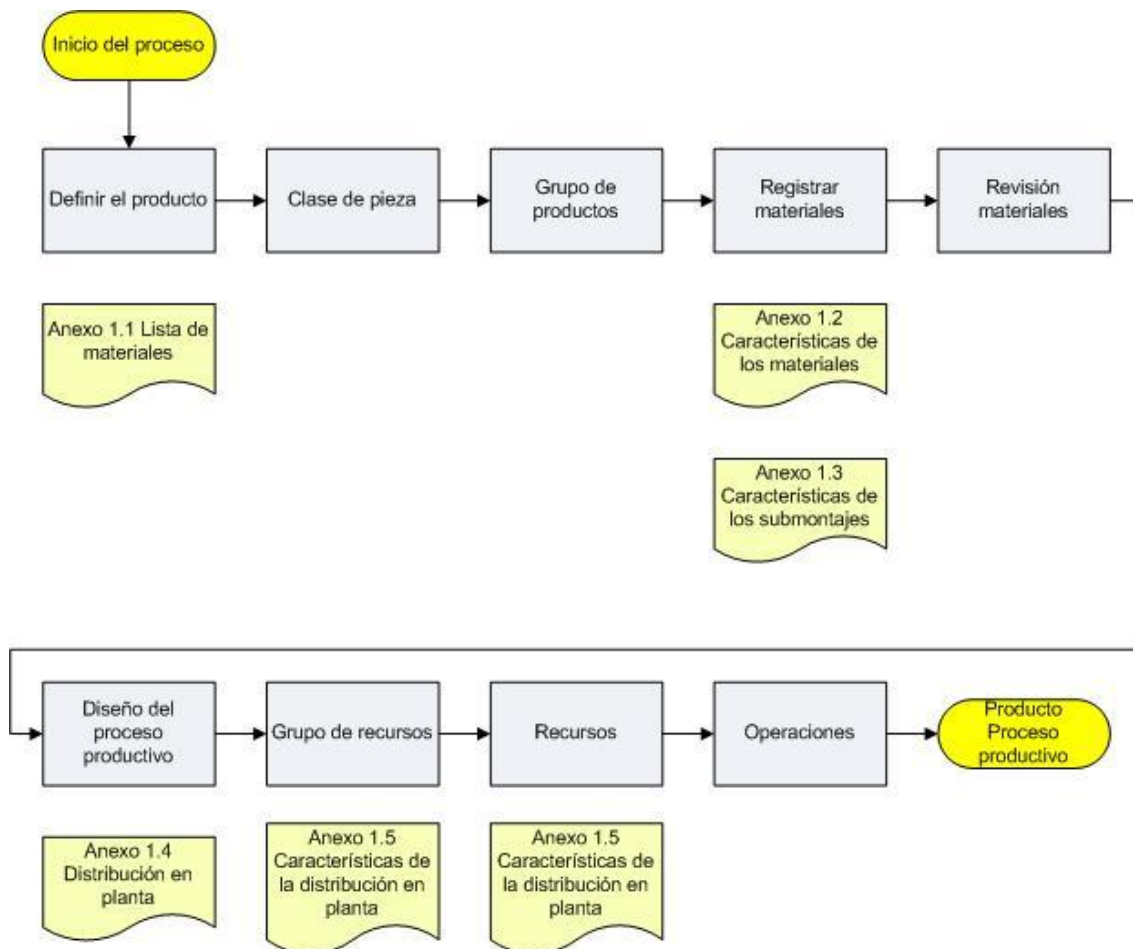 Inicio del proceso
Definir el producto
Clase de pieza
Grupo de
productos
Registrar
materiales
Revisión
materiales
Anexo 1.1 Lista de
materiales
Anexo 1.2
Características de
los materiales
Anexo 1.3
Características de
los submontajes
Diseño del
proceso
productivo
Grupo de recursos
Recursos
Operaciones
Producto
Proceso
productivo
Anexo 1.4
Distribución en
planta
Anexo 1.5
Características de
la distribución en
planta
Anexo 1.5
Características de
la distribución en
planta